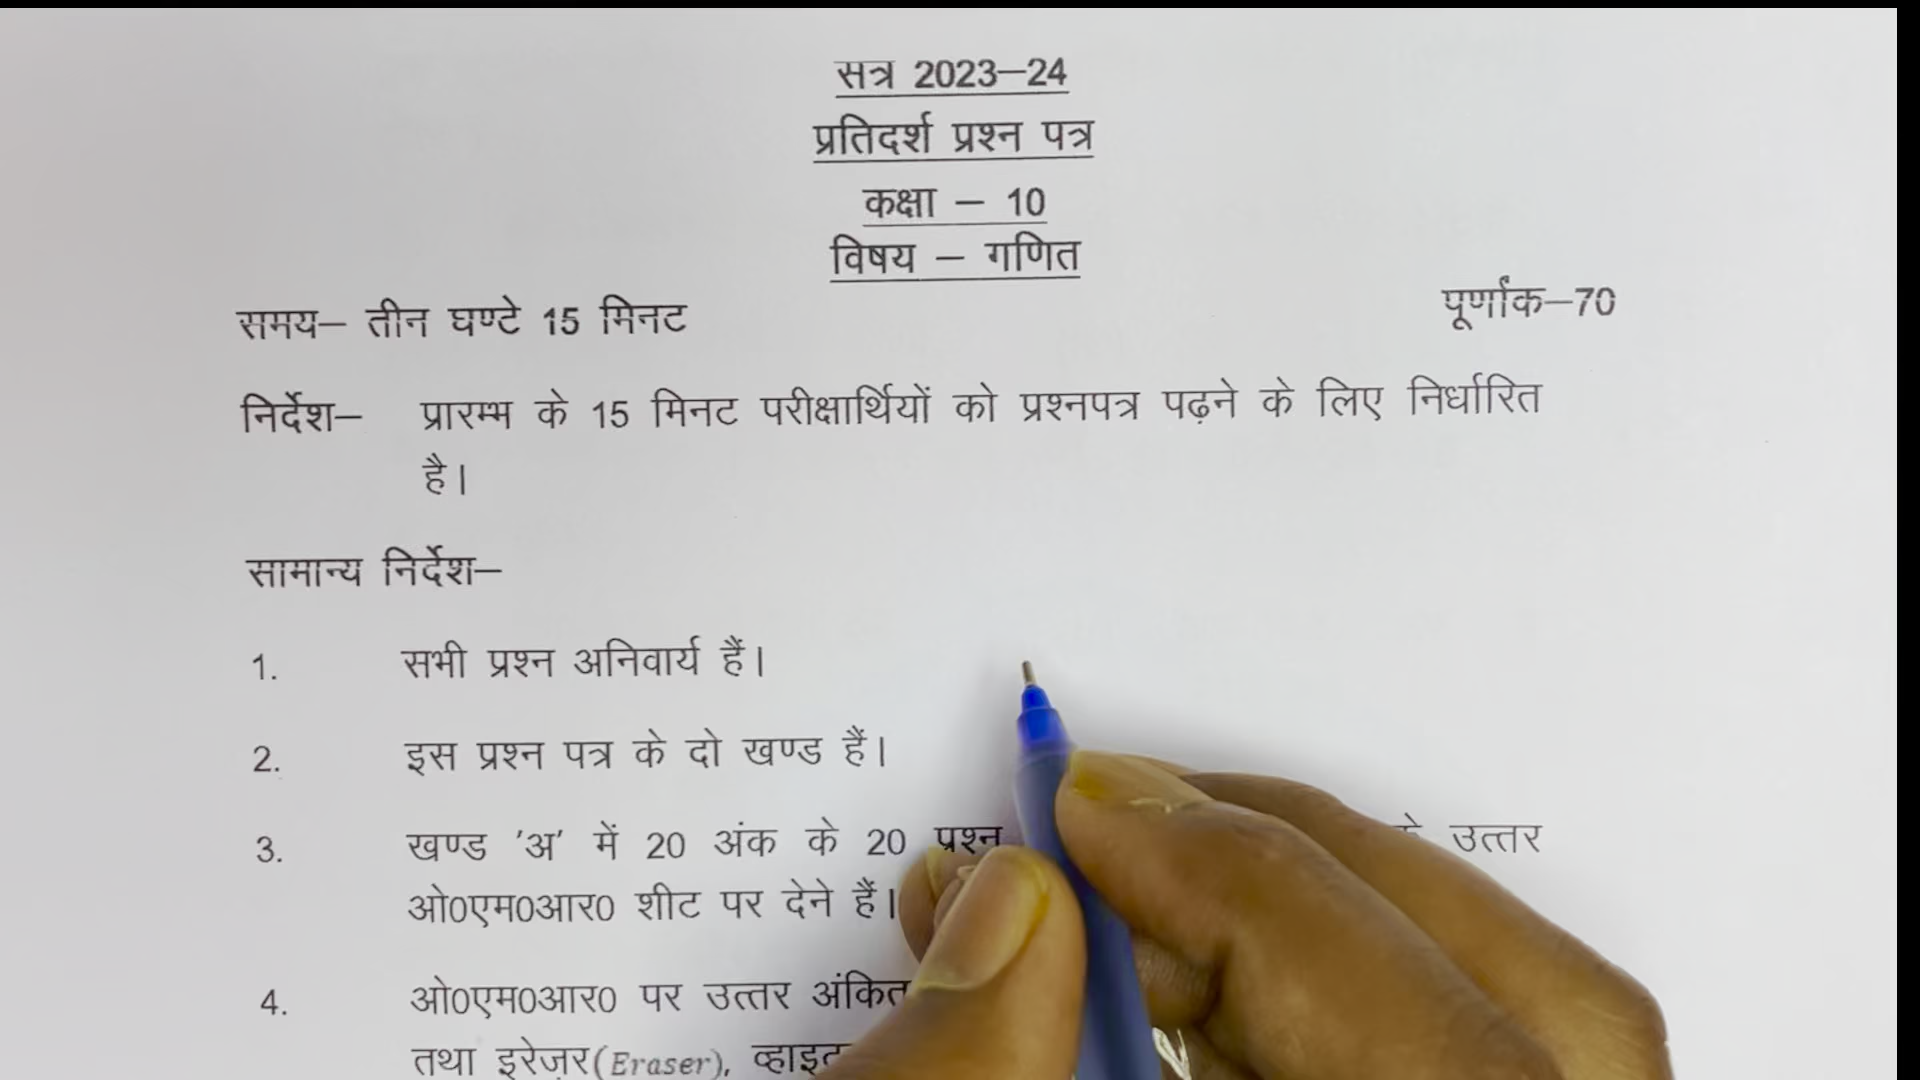 सत्र 2023–24
प्रतिदर्श प्रश्न पत्र
कक्षा – 10
विषय – गणित
समय– तीन घण्टे 15 मिनट पूर्णांक–70
निर्देश– प्रारम्भ के 15 मिनट परीक्षार्थियों को प्रश्नपत्र पढ़ने के लिए निर्धारित
है।
सामान्य निर्देश–
1. सभी प्रश्न अनिवार्य हैं।
2. इस प्रश्न पत्र के दो खण्ड हैं।
3. खण्ड 'अ' में 20 अंक के 20 प्रश्न उत्तर
ओ0एम0आर0 शीट पर देने हैं।
4. ओ0एम0आर0 पर उत्तर अंकित
तथा इरेज़र(Eraser),